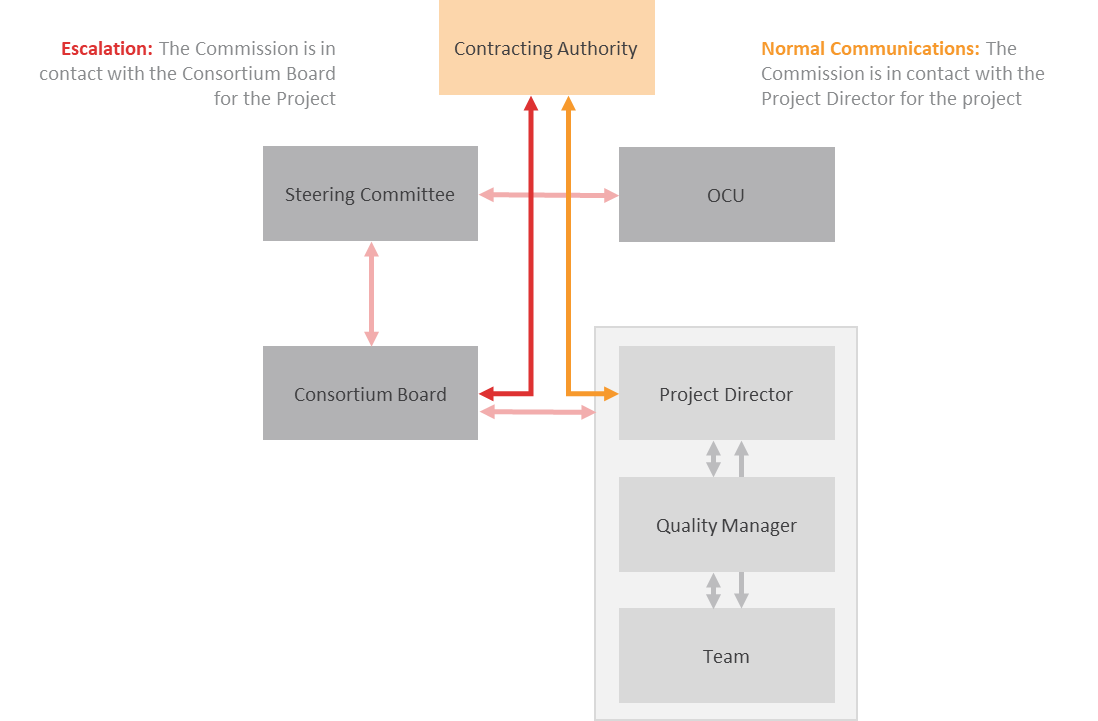 Escalation: The Commission is in
contact with the Consortium Board
for the Project
Contracting Authority
Normal Communications: The
Commission is in contact with the
Project Director for the project
Steering Committee
OCU
Consortium Board
Project Director
Quality Manager
Team